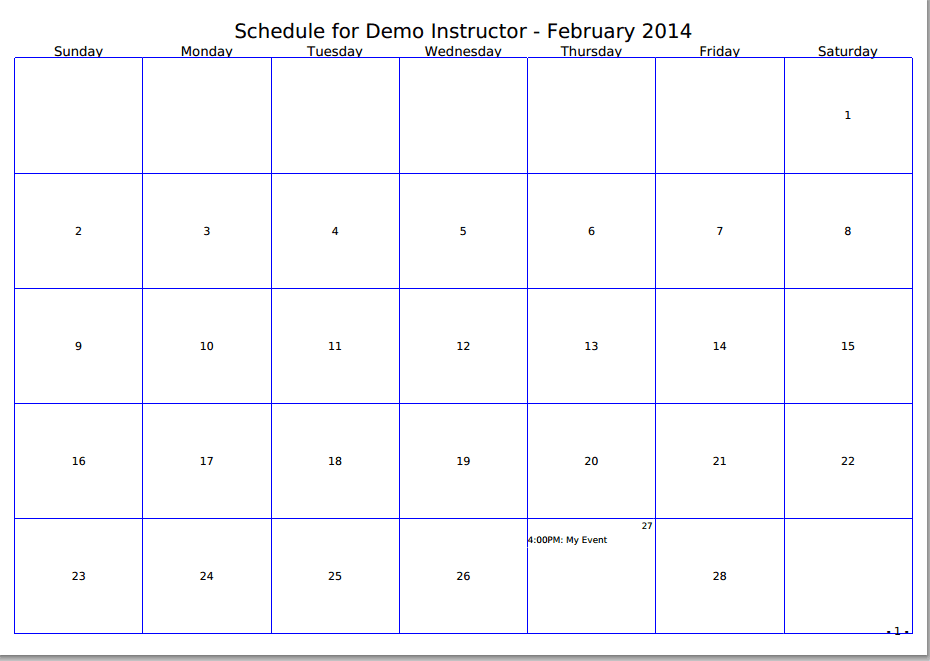 Schedule for Demo Instructor - February 2014
Sunday Monday Tuesday Wednesday Thursday Friday Saturday
1
2 3 4 5 6 7 8
9 10 11 12 13 14 15
16 17 18 19 20 21 22
27
4:00PM: My Event
23 24 25 26 28
- 1 -